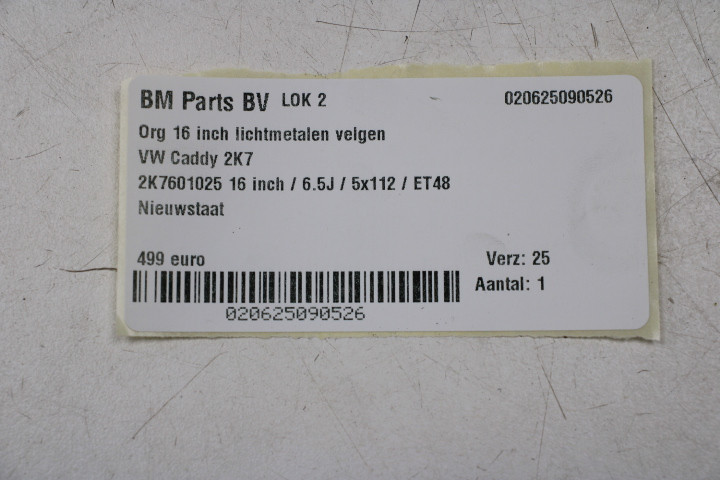 BM Parts BV LOK 2 020625090526
Org 16 inch lichtmetalen velgen
VW Caddy 2K7
2K7601025 16 inch / 6.5J / 5x112 / ET48
Nieuwstaat
499 euro Verz: 25
Aantal: 1
020625090526